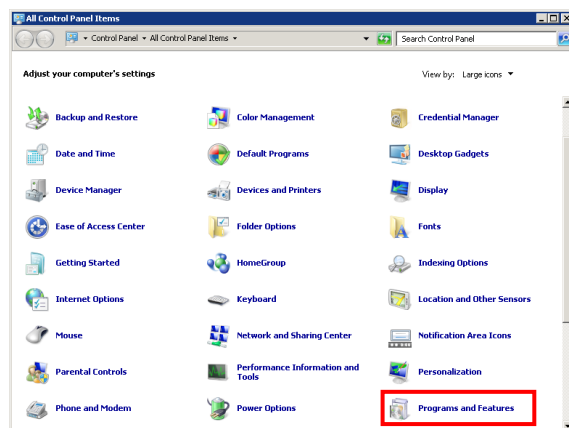 All Control Panel Items
Control Panel All Control Panel Items
Search Control Panel
Adjust your computer's settings
View by: Large icons
Backup and Restore
Color Management
Credential Manager
Date and Time
Default Programs
Desktop Gadgets
Device Manager
Devices and Printers
Display
Ease of Access Center
Folder Options
Fonts
Getting Started
HomeGroup
Indexing Options
Internet Options
Keyboard
Location and Other Sensors
Mouse
Network and Sharing Center
Notification Area Icons
Parental Controls
Performance Information and
Tools
Personalization
Phone and Modem
Power Options
Programs and Features